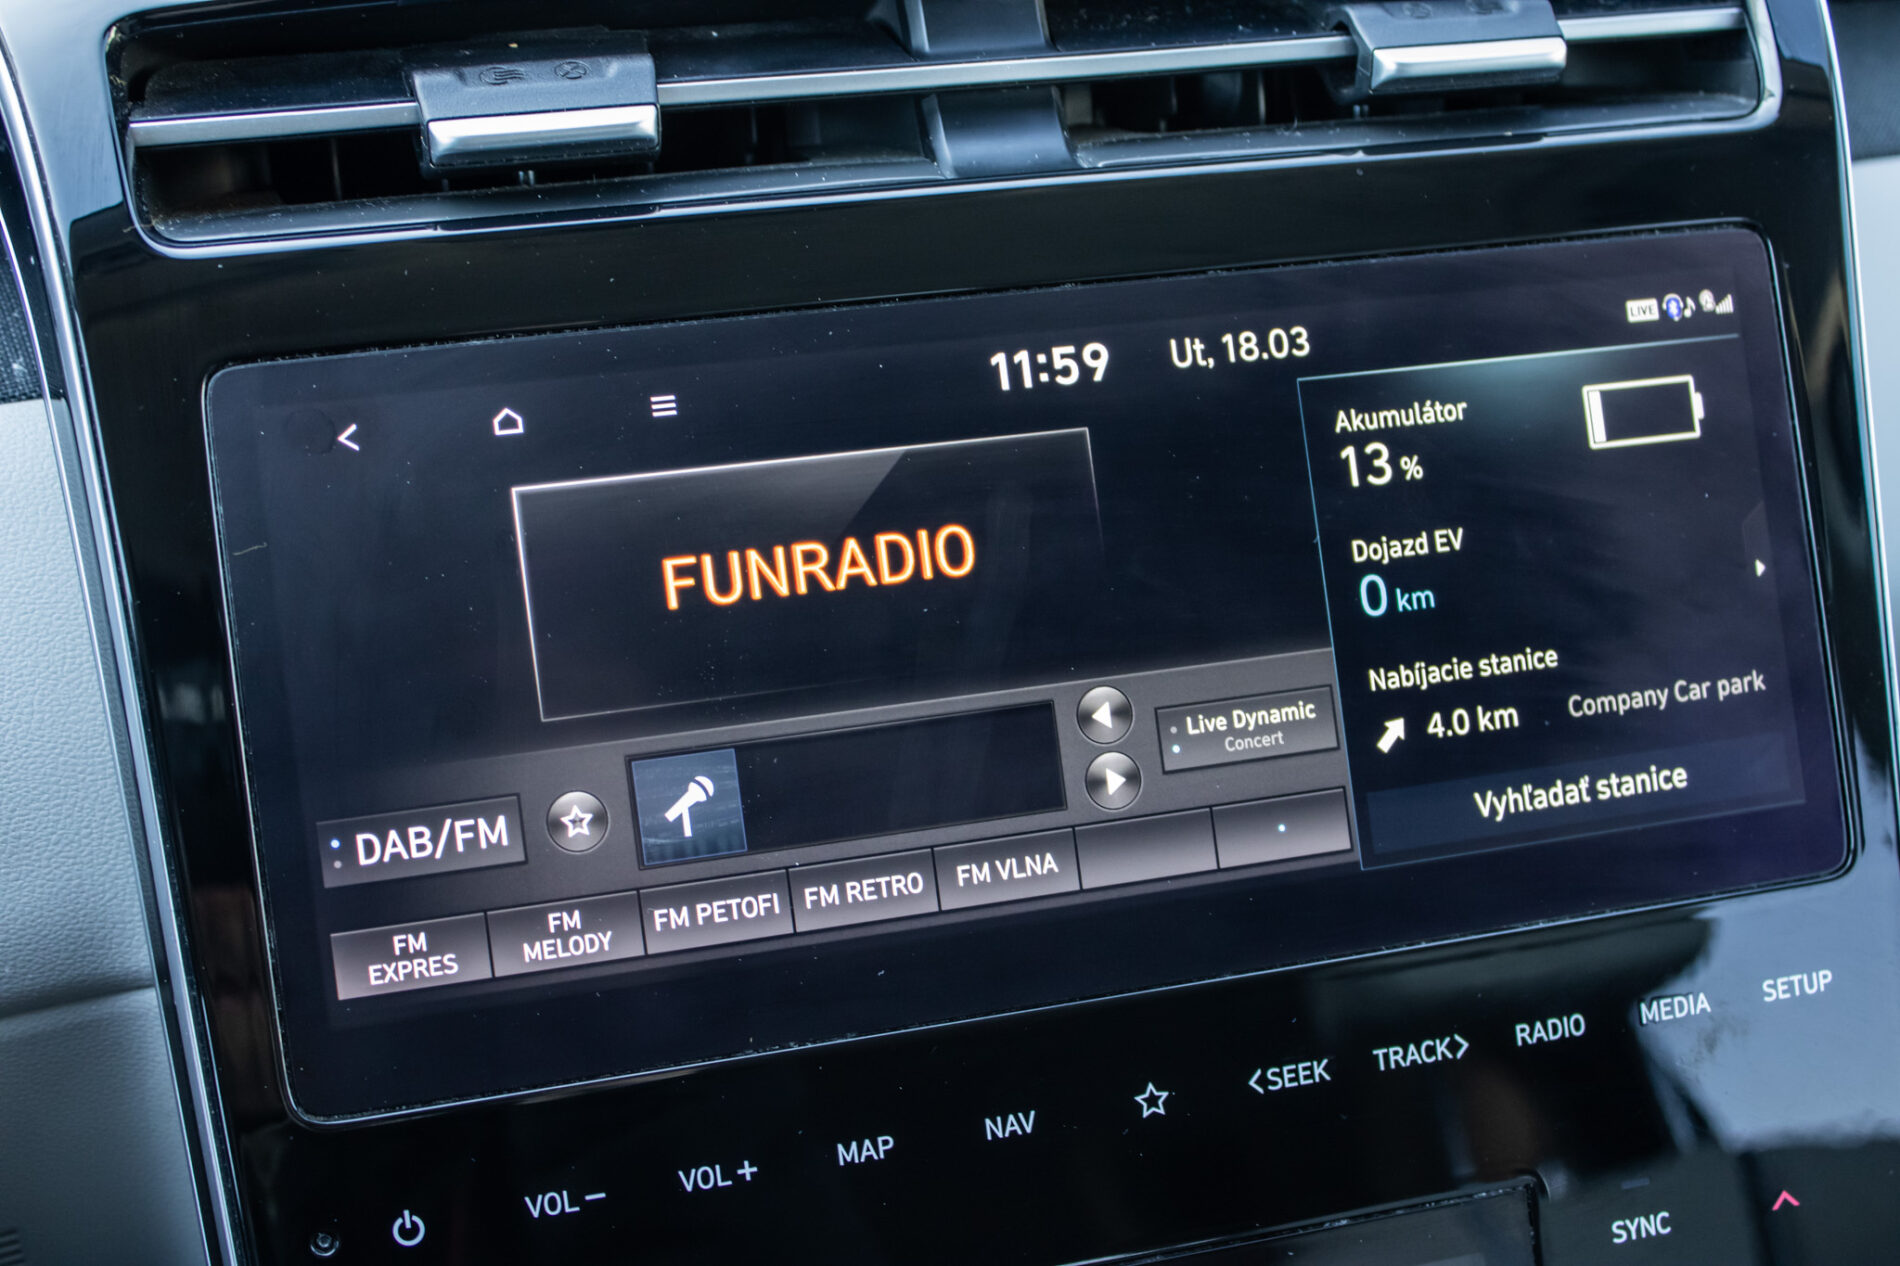 11:59
Ut, 18.03
LIVE
FUNRADIO
Akumulátor
13 %
Dojazd EV
0 km
Nabíjacie stanice
4.0 km
Company Car park
Vyhľadať stanice
Live Dynamic
Concert
DAB/FM
FM
EXPRES
FM
MELODY
FM PETOFI
FM RETRO
FM VLNA
VOL−
VOL+
MAP
NAV
<SEEK
TRACK>
RADIO
MEDIA
SETUP
SYNC